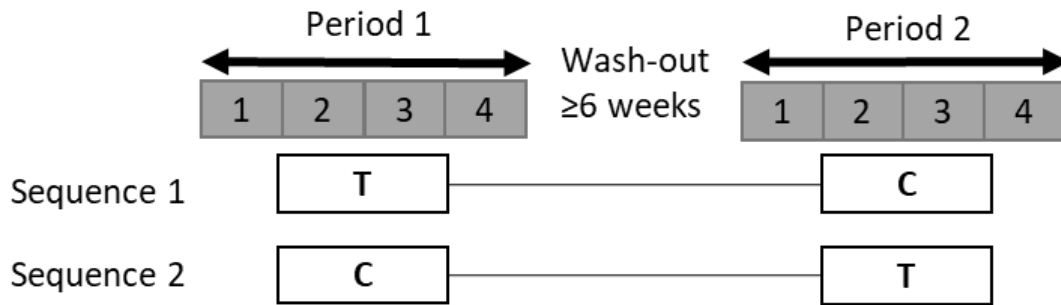 Period 1
Period 2
Wash-out
≥6 weeks
1 2 3 4
1 2 3 4
Sequence 1 T C
Sequence 2 C T